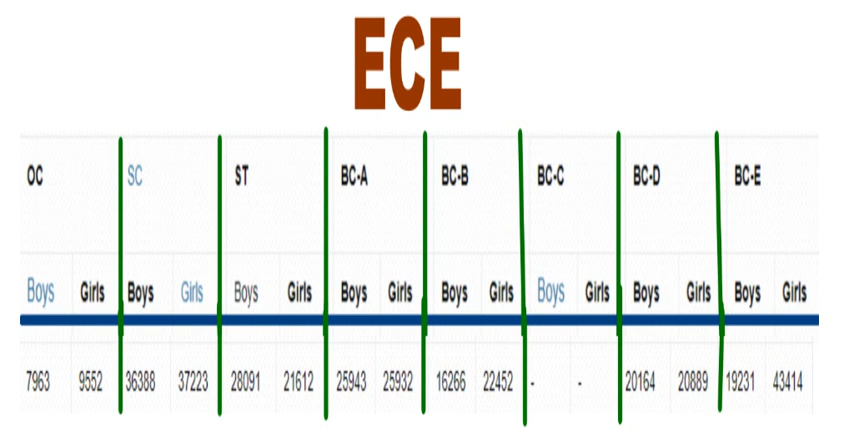 ECE
OC SC ST BC-A BC-B BC-C BC-D BC-E
Boys Girls Boys Girls Boys Girls Boys Girls Boys Girls Boys Girls Boys Girls Boys Girls
7963 9552 36388 37223 28091 21612 25943 25932 16266 22452 - - 20164 20889 19231 43414